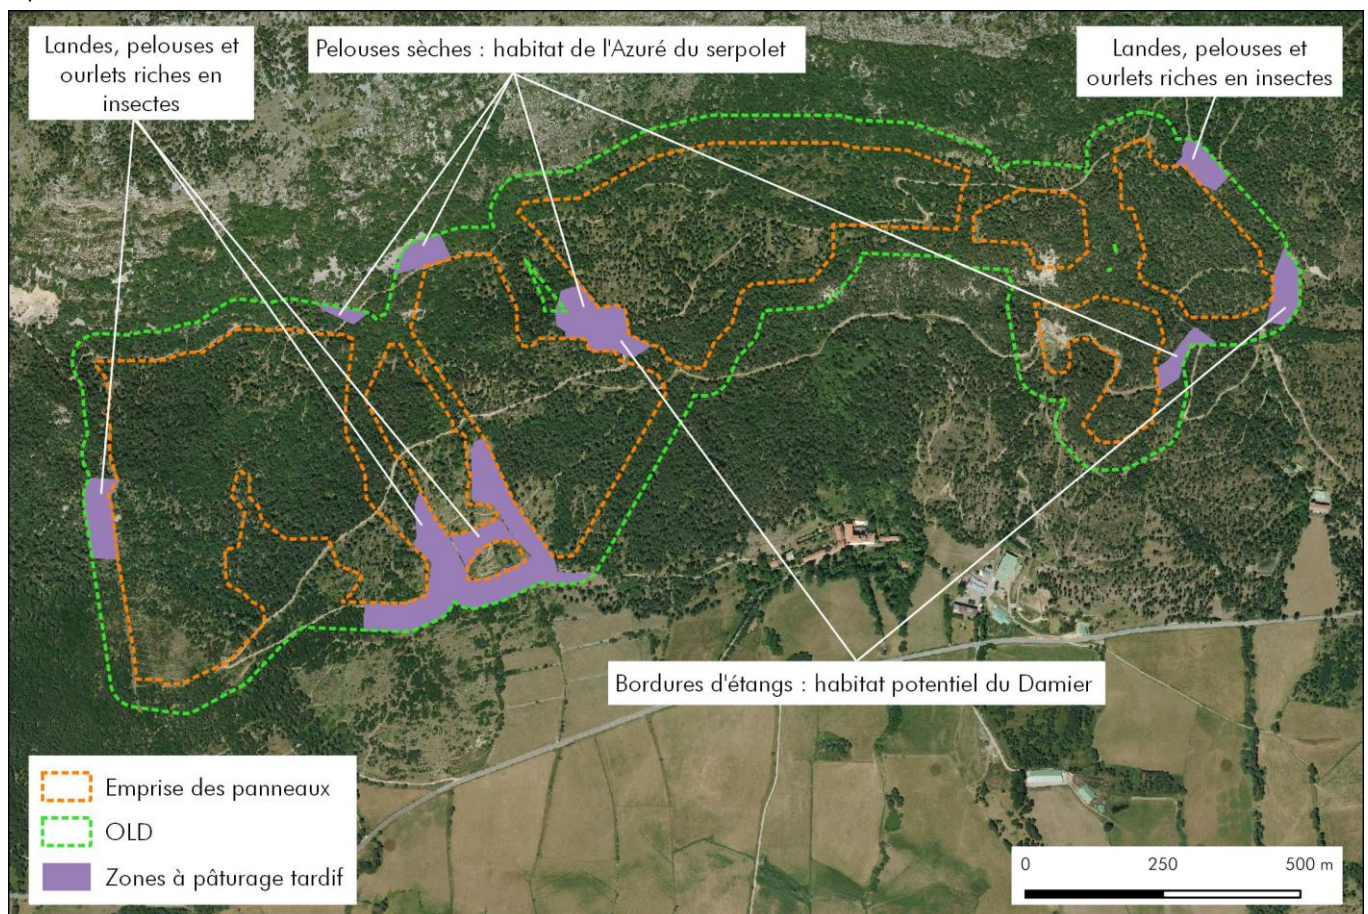 Landes, pelouses et
ourlets riches en
insectes
Pelouses sèches : habitat de l'Azuré du serpolet
Landes, pelouses et
ourlets riches en insectes
Bordures d'étangs : habitat potentiel du Damier
Emprise des panneaux
OLD
Zones à pâturage tardif
0 250 500 m